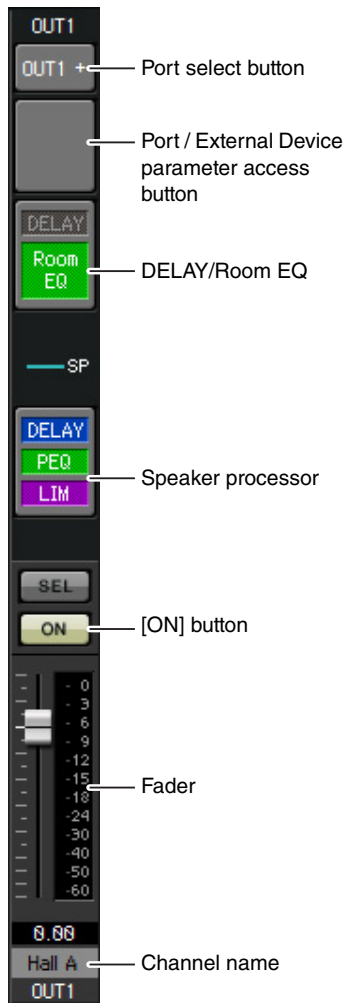 OUT1
OUT1 +
Port select button
Port / External Device
parameter access
button
DELAY
Room
EQ
DELAY/Room EQ
SP
DELAY
PEQ
LIM
Speaker processor
SEL
ON
[ON] button
- 0
- 3
- 6
- 9
-12
-15
-18
-24
-30
-40
-50
-60
Fader
0.00
Hall A
Channel name
OUT1